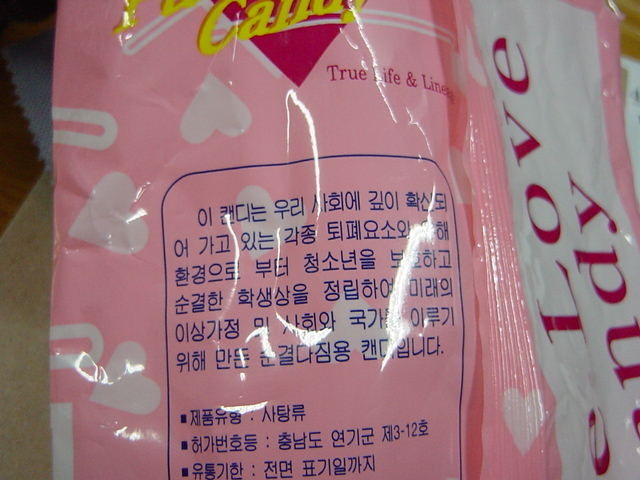 Candy
True Life &
이 캔디는 우리 사회에 깊이 확산되
어 가고 있는 각종 퇴폐요소와
환경으로 부터 청소년을 보호하고
순결한 학생상을 정립하여 미래의
이상가정 및 사회와 국가를 이루기
위해 만든 순결다짐용 캔디입니다.
■ 제품유형 : 사탕류
■ 허가번호등 : 충남도 연기군 제3-12호
■ 유통기한 : 전면 표기일까지
Love